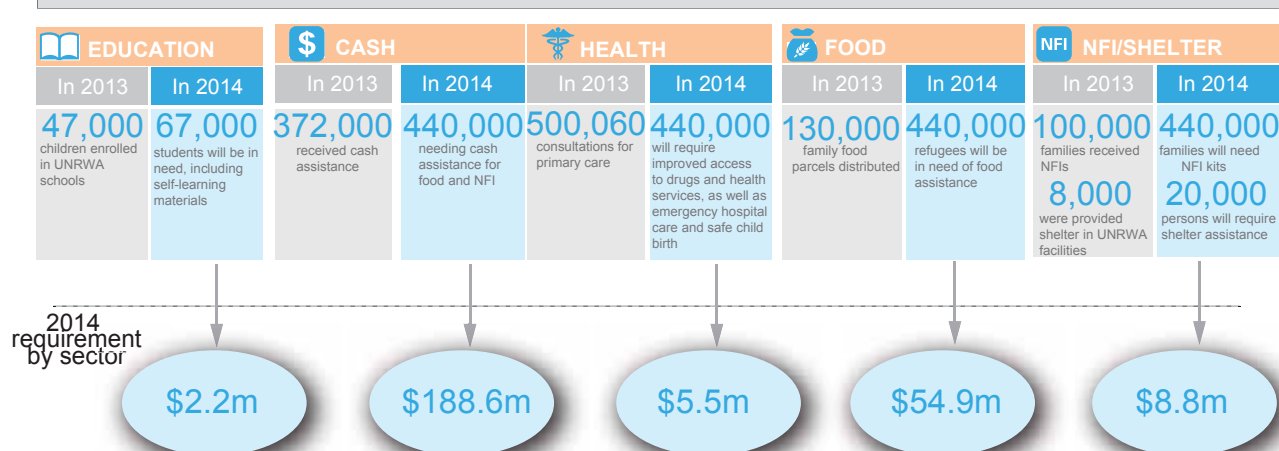 EDUCATION
In 2013
In 2014
47,000
children enrolled
in UNRWA
schools
67,000
students will be in
need, including
self-learning
materials
$ CASH
In 2013
In 2014
372,000
received cash
assistance
440,000
needing cash
assistance for
food and NFI
HEALTH
In 2013
In 2014
500,060
consultations for
primary care
440,000
will require
improved access
to drugs and health
services, as well as
emergency hospital
care and safe child
birth
FOOD
In 2013
In 2014
130,000
family food
parcels distributed
440,000
refugees will be
in need of food
assistance
NFI NFI/SHELTER
In 2013
In 2014
100,000
families received
NFIs
8,000
were provided
shelter in UNRWA
facilities
440,000
families will need
NFI kits
20,000
persons will require
shelter assistance
2014
requirement
by sector
$2.2m
$188.6m
$5.5m
$54.9m
$8.8m